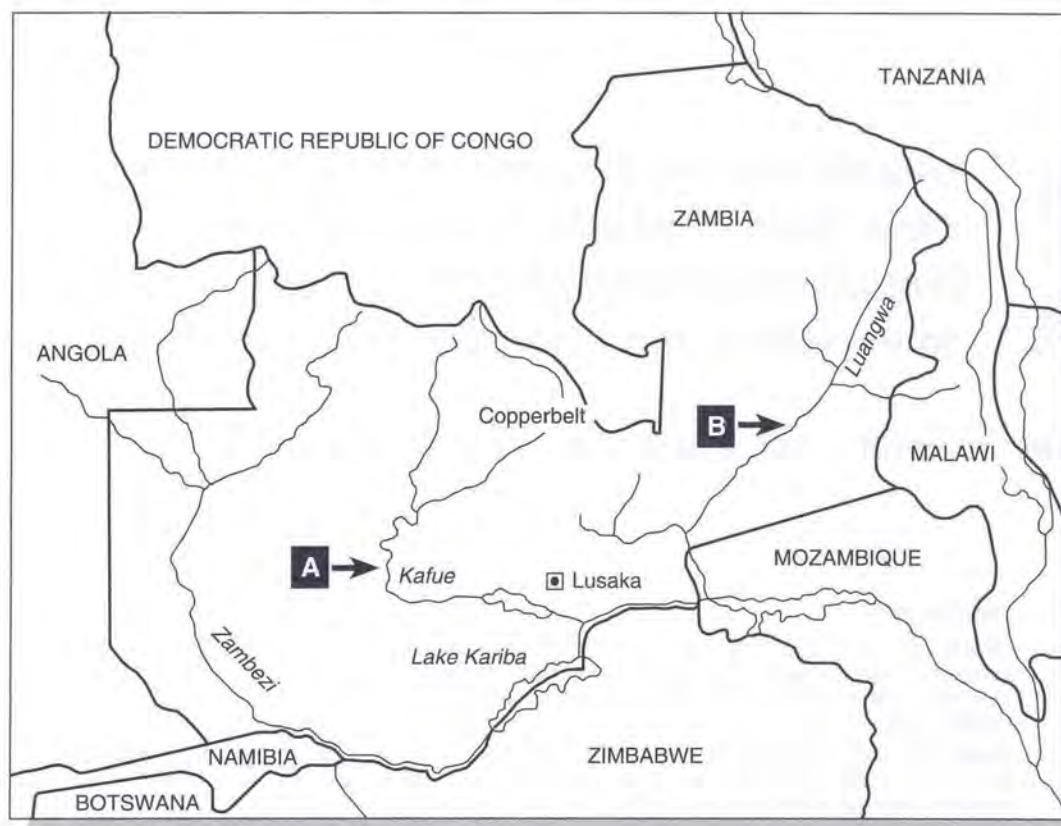 TANZANIA
DEMOCRATIC REPUBLIC OF CONGO
ZAMBIA
Luangwa
ANGOLA
Copperbelt
B
MALAWI
A
Kafue
Lusaka
MOZAMBIQUE
Zambezi
Lake Kariba
NAMIBIA
ZIMBABWE
BOTSWANA